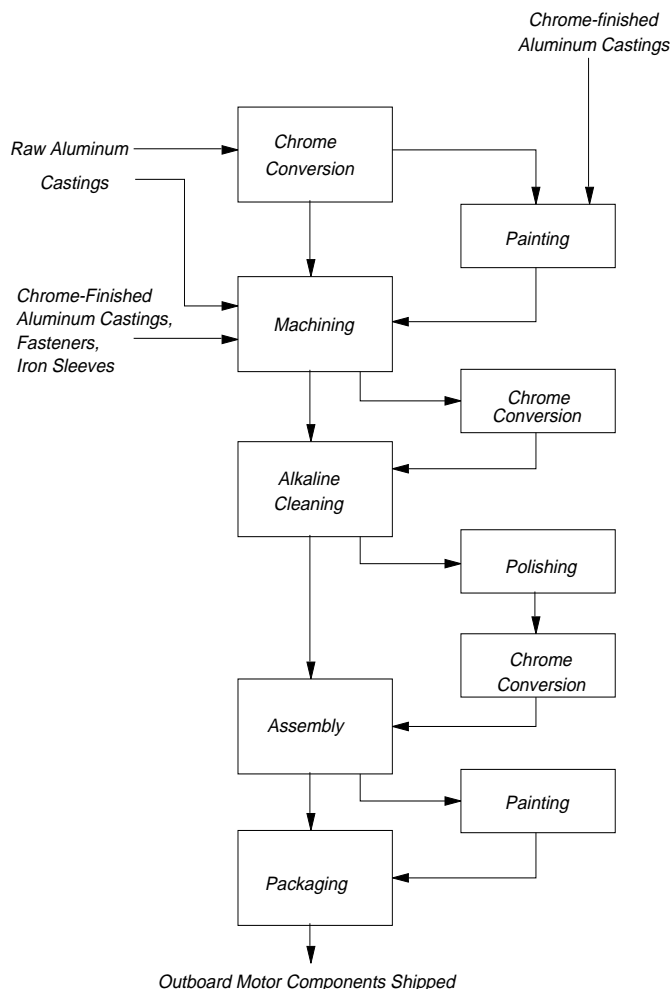 Chrome-finished
Aluminum Castings
Raw Aluminum
Castings
Chrome
Conversion
Painting
Chrome-Finished
Aluminum Castings,
Fasteners,
Iron Sleeves
Machining
Chrome
Conversion
Alkaline
Cleaning
Polishing
Chrome
Conversion
Assembly
Painting
Packaging
Outboard Motor Components Shipped